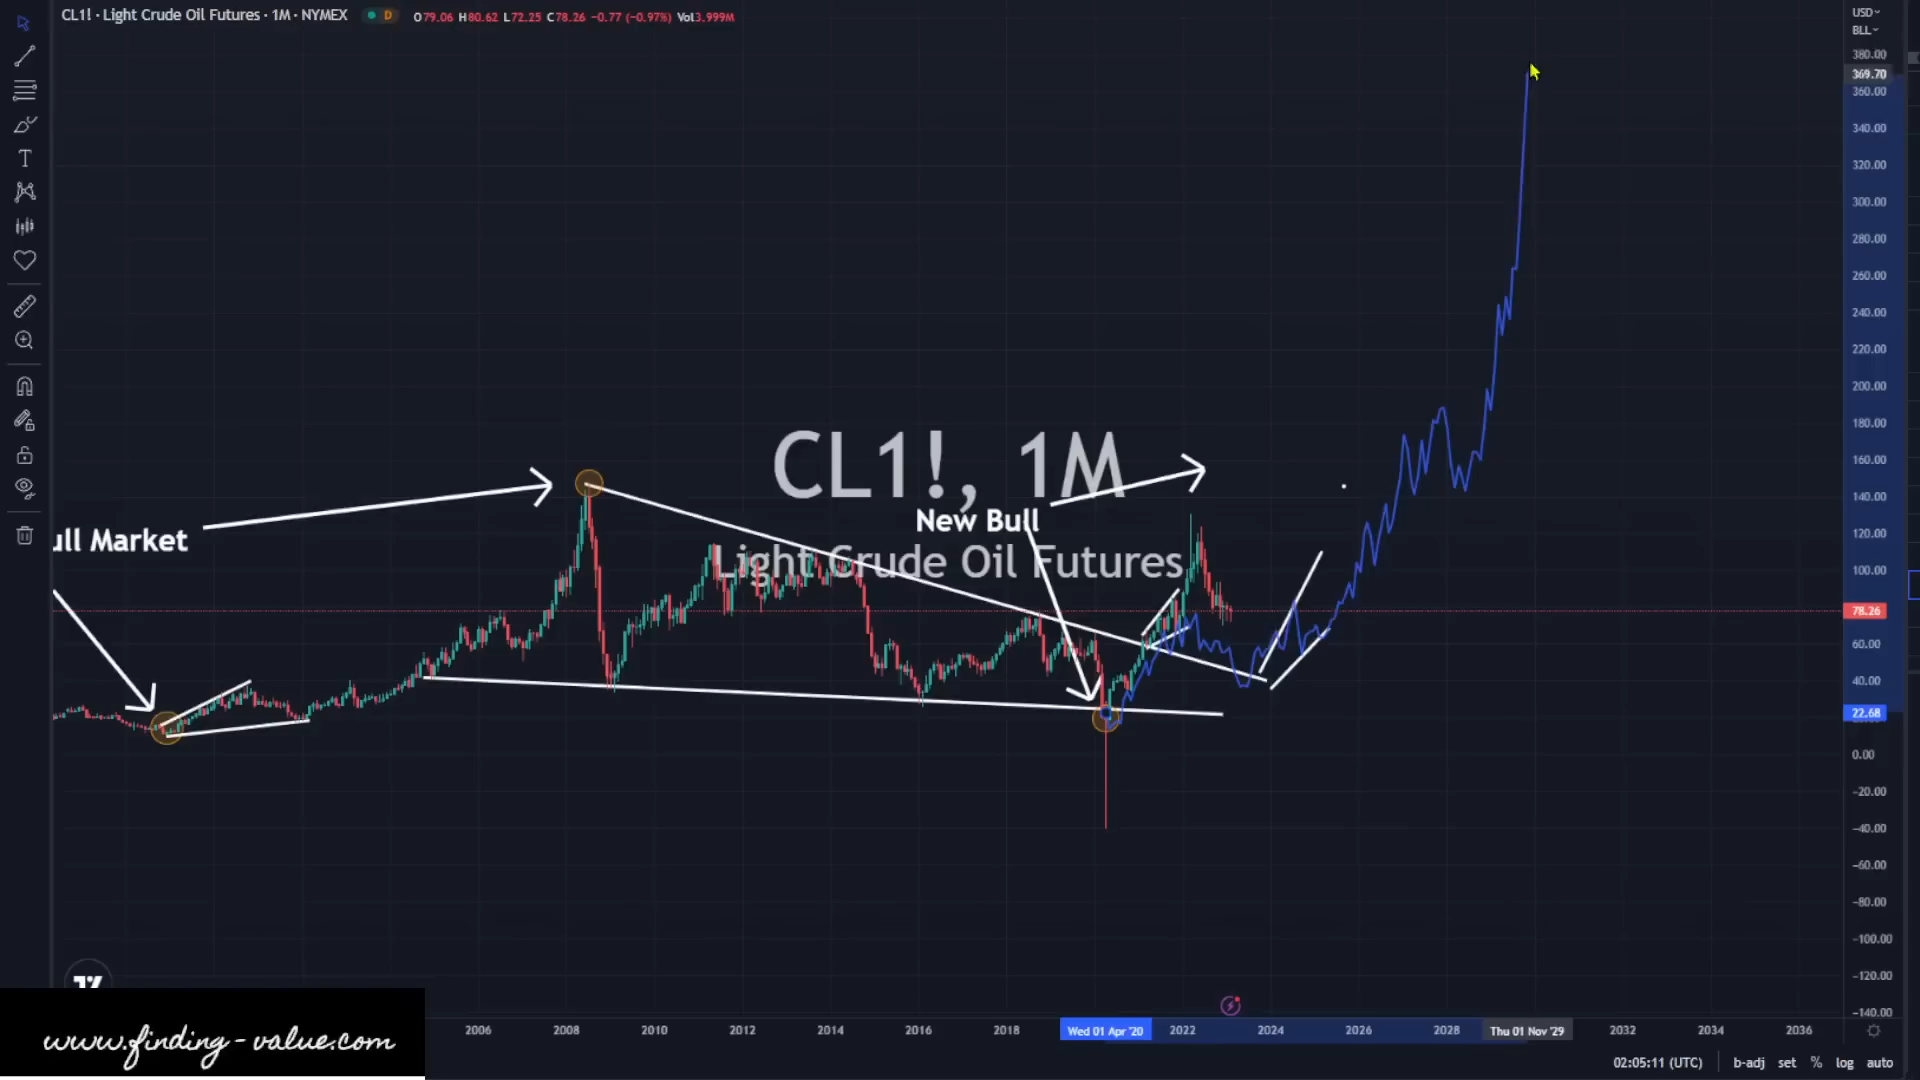 CL1! · Light Crude Oil Futures · 1M · NYMEX D O79.06 H80.62 L72.25 C78.26 −0.77 (−0.97%) Vol3.999M
USD
BLL
380.00
369.70
360.00
340.00
320.00
300.00
280.00
260.00
240.00
220.00
200.00
180.00
160.00
140.00
120.00
100.00
78.26
60.00
40.00
22.68
0.00
−20.00
−40.00
−60.00
−80.00
−100.00
−120.00
−140.00
CL1!, 1M
New Bull
Light Crude Oil Futures
ull Market
2006 2008 2010 2012 2014 2016 2018 Wed 01 Apr '20 2022 2024 2026 2028 Thu 01 Nov '29 2032 2034 2036
www.finding-value.com
02:05:11 (UTC) b-adj set % log auto